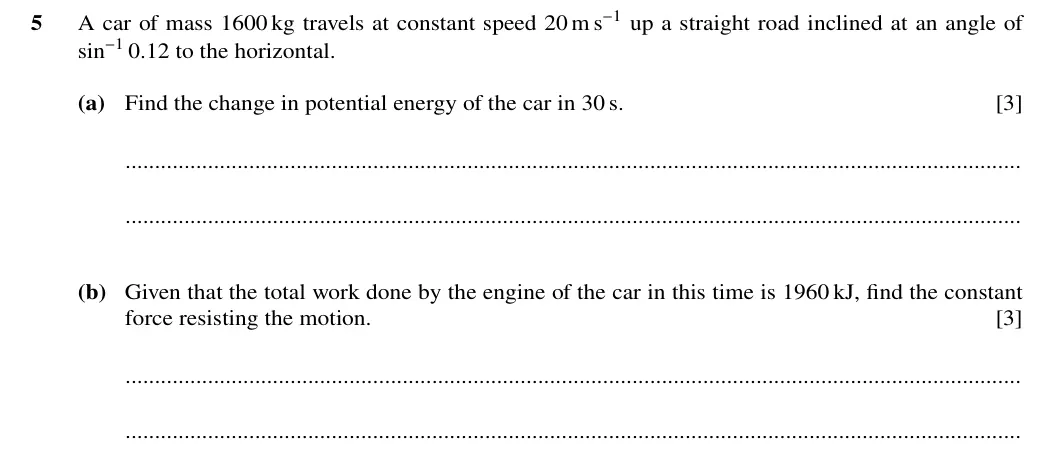 5 A car of mass 1600 kg travels at constant speed 20 m s⁻¹ up a straight road inclined at an angle of
sin⁻¹ 0.12 to the horizontal.
(a) Find the change in potential energy of the car in 30 s. [3]
(b) Given that the total work done by the engine of the car in this time is 1960 kJ, find the constant
force resisting the motion. [3]